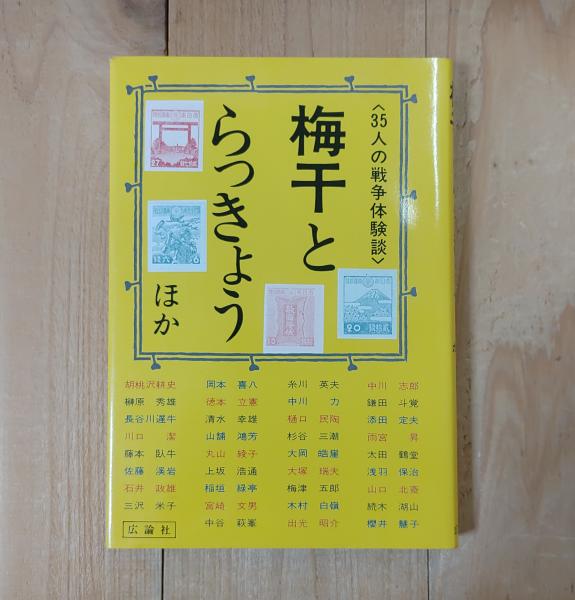 〈35人の戦争体験談〉
梅干と
らっきょう
ほか
胡桃沢耕史
榊原 秀雄
長谷川遅牛
川口 潔
藤本 臥牛
佐藤 渓岩
石井 政雄
三沢 米子
岡本 喜八
徳本 立憲
清水 幸雄
山舗 鴻芳
丸山 綾子
上坂 浩通
稲垣 緑亭
宮崎 文男
中谷 萩峯
糸川 英夫
中川 力
樋口 民陶
杉谷 三潮
大岡 皓崖
大塚 瑞夫
梅津 五郎
木村 白嶺
出光 昭介
中川 志郎
鎌田 斗覚
添田 定夫
雨宮 昇
太田 鶴堂
浅羽 保治
山口 北斎
続木 湖山
櫻井 慧子
広論社